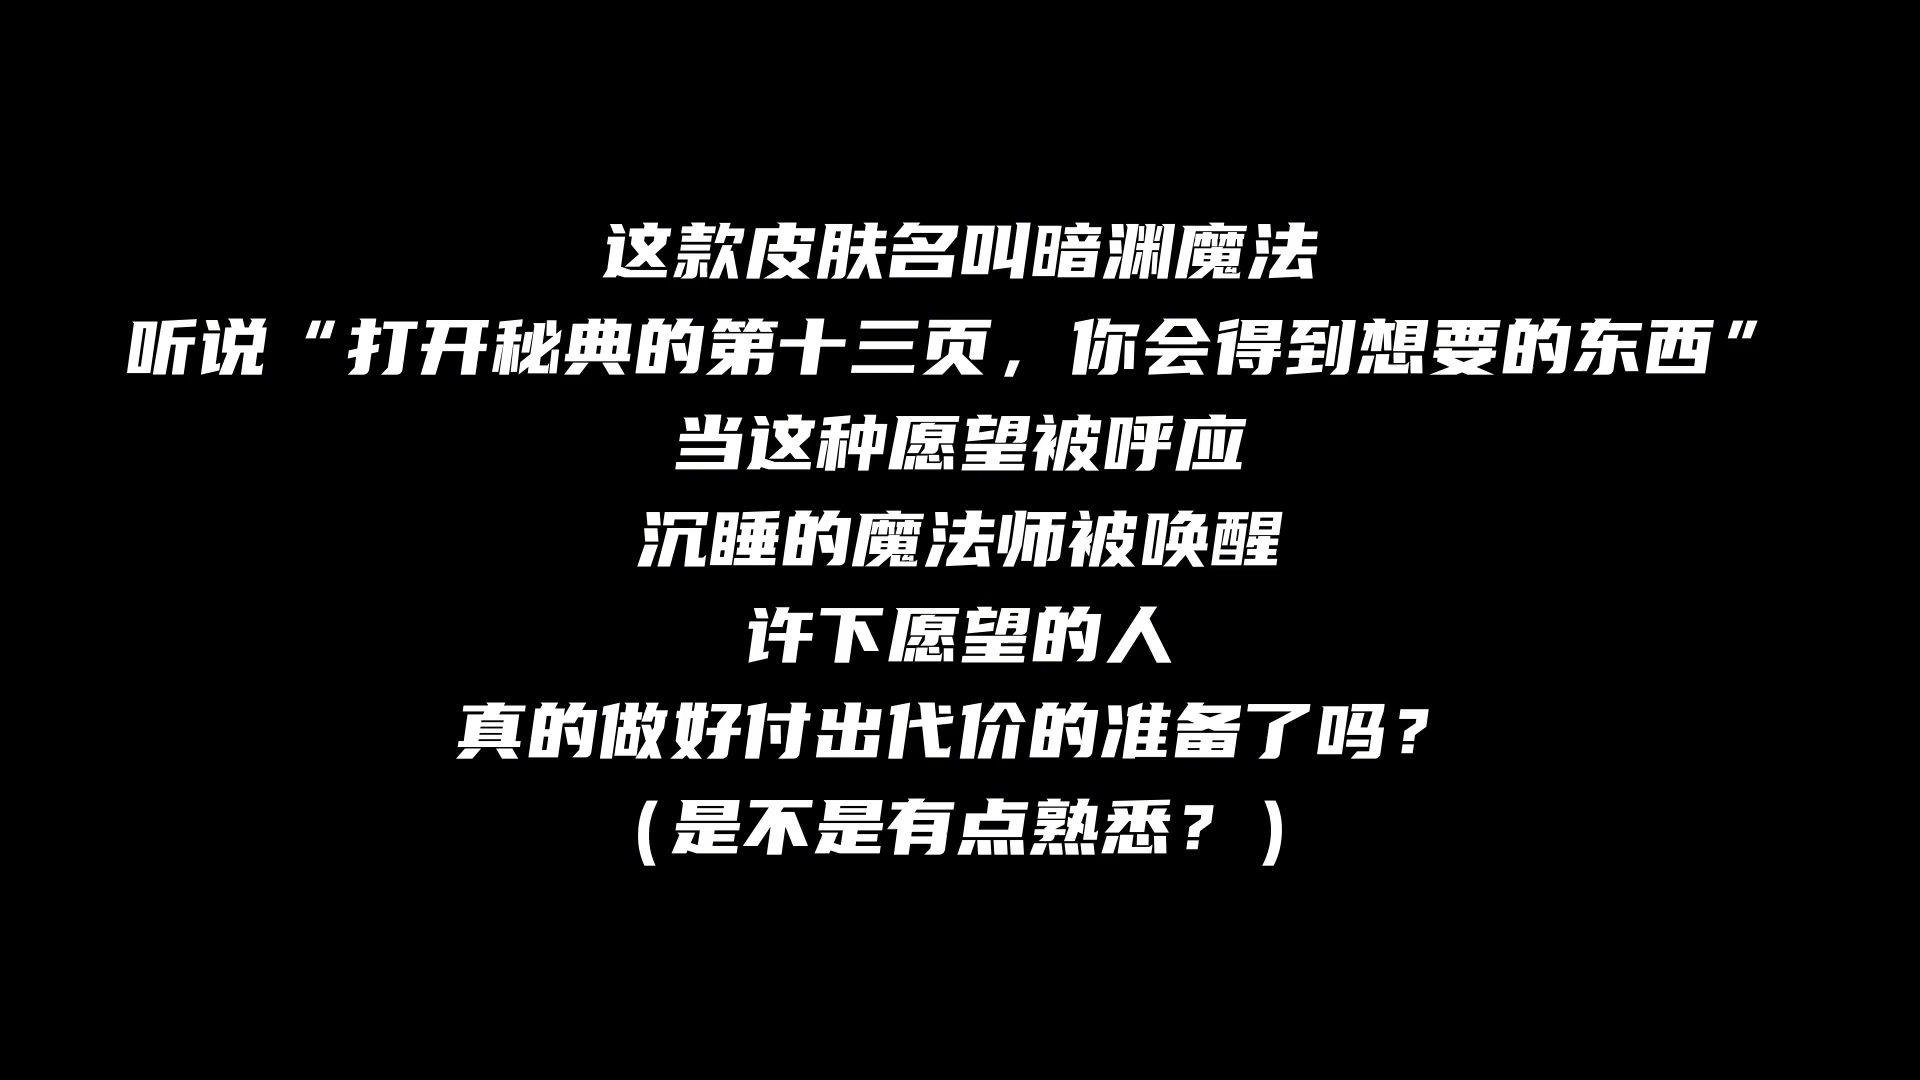 这款皮肤名叫暗渊魔法
听说“打开秘典的第十三页，你会得到想要的东西”
当这种愿望被呼应
沉睡的魔法师被唤醒
许下愿望的人
真的做好付出代价的准备了吗？
（是不是有点熟悉？）